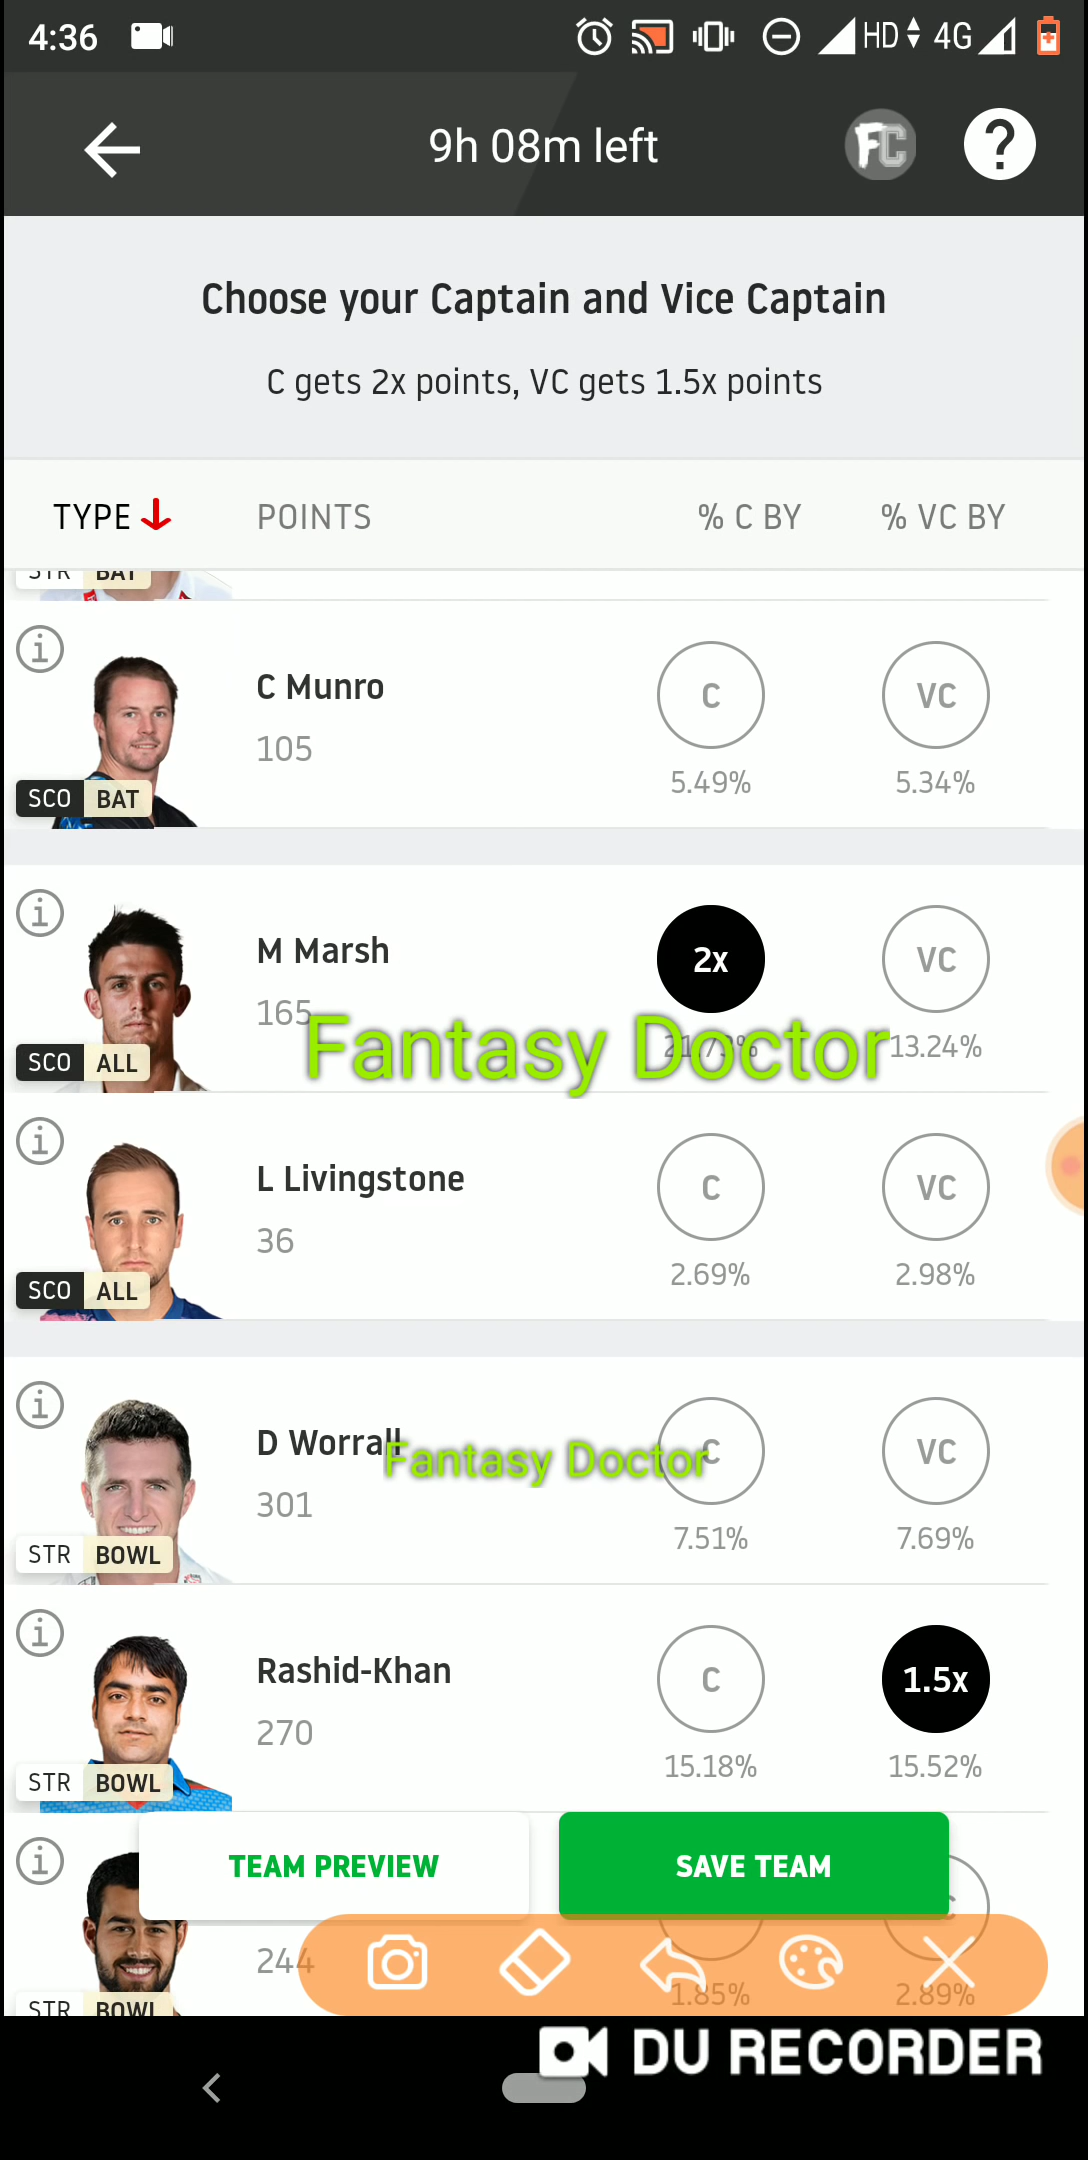 4:36 HD 4G
9h 08m left FC ?
Choose your Captain and Vice Captain
C gets 2x points, VC gets 1.5x points
TYPE POINTS % C BY % VC BY
STR BAT
C Munro C VC
105
5.49% 5.34%
SCO BAT
M Marsh 2x VC
165
13.24%
Fantasy Doctor
SCO ALL
L Livingstone C VC
36
2.69% 2.98%
SCO ALL
D Worrall C VC
Fantasy Doctor
301
7.51% 7.69%
STR BOWL
Rashid-Khan C 1.5x
270
15.18% 15.52%
STR BOWL
TEAM PREVIEW SAVE TEAM
244
1.85% 2.89%
STR BOWL
DU RECORDER